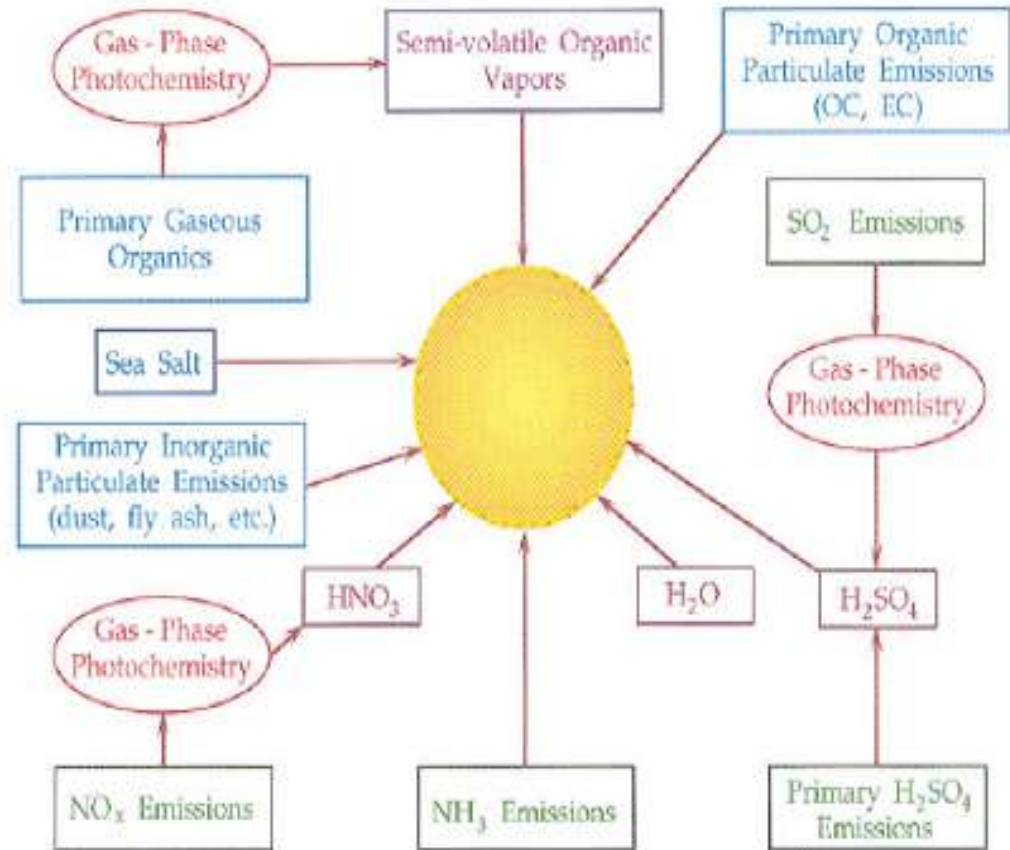 Gas - Phase
Photochemistry
Semi-volatile Organic
Vapors
Primary Organic
Particulate Emissions
(OC, EC)
Primary Gaseous
Organics
SO₂ Emissions
Sea Salt
Gas - Phase
Photochemistry
Primary Inorganic
Particulate Emissions
(dust, fly ash, etc.)
HNO₃
H₂O
H₂SO₄
Gas - Phase
Photochemistry
NOₓ Emissions
NH₃ Emissions
Primary H₂SO₄
Emissions